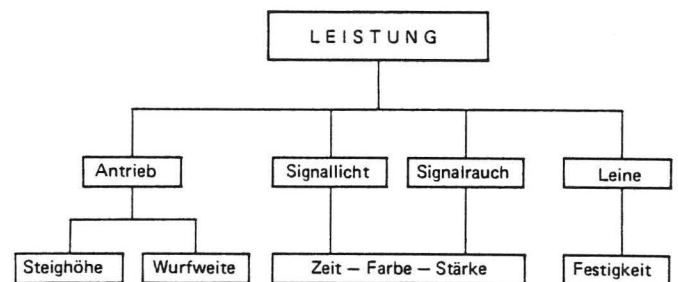 LEISTUNG
Antrieb
Signallicht
Signalrauch
Leine
Steighöhe
Wurfweite
Zeit – Farbe – Stärke
Festigkeit